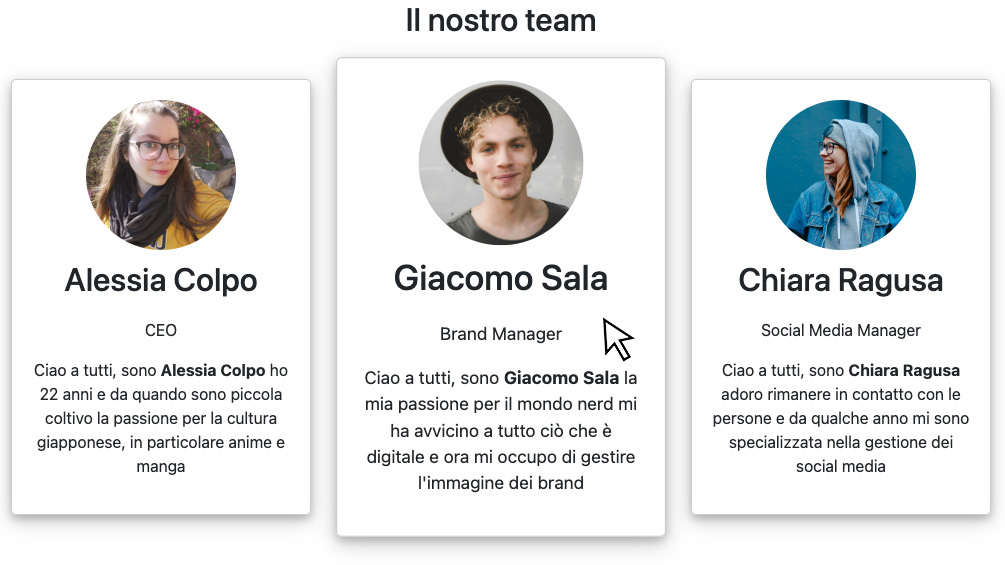 Il nostro team
Alessia Colpo
CEO
Ciao a tutti, sono Alessia Colpo ho
22 anni e da quando sono piccola
coltivo la passione per la cultura
giapponese, in particolare anime e
manga
Giacomo Sala
Brand Manager
Ciao a tutti, sono Giacomo Sala la
mia passione per il mondo nerd mi
ha avvicino a tutto ciò che è
digitale e ora mi occupo di gestire
l'immagine dei brand
Chiara Ragusa
Social Media Manager
Ciao a tutti, sono Chiara Ragusa
adoro rimanere in contatto con le
persone e da qualche anno mi sono
specializzata nella gestione dei
social media